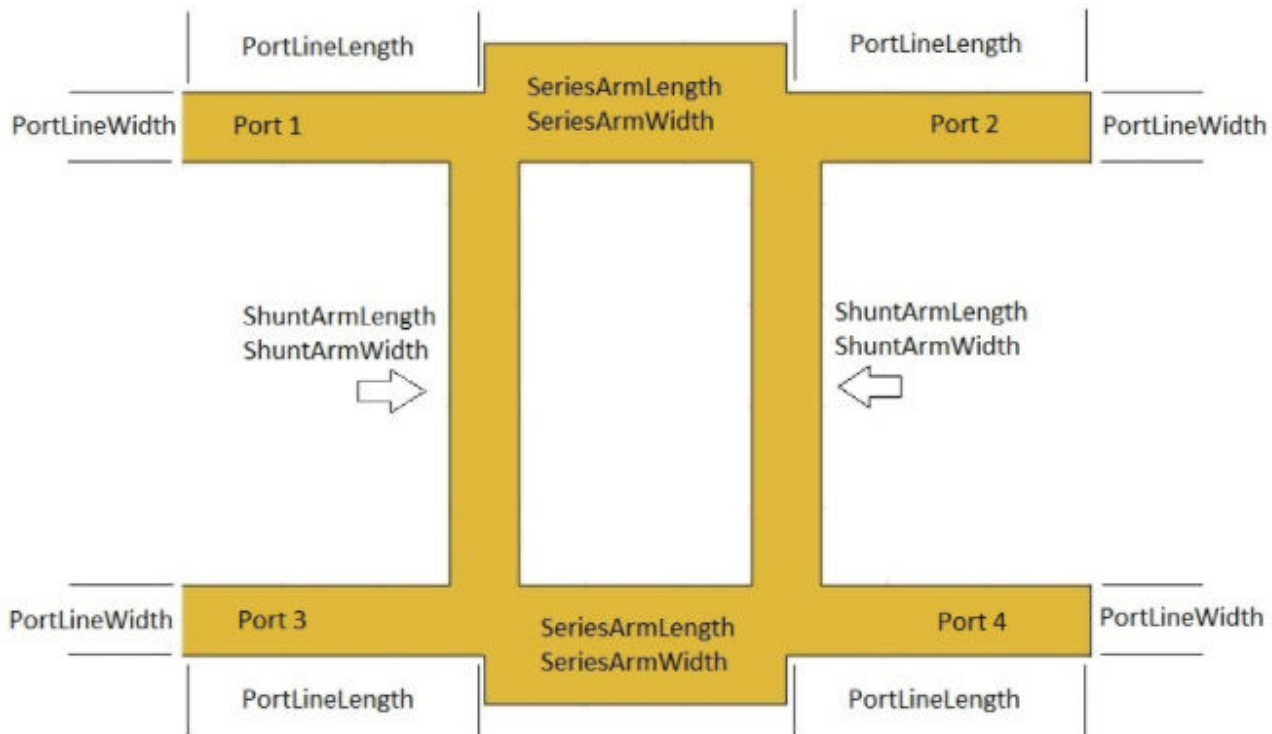 PortLineLength
PortLineLength
SeriesArmLength
SeriesArmWidth
PortLineWidth
Port 1
Port 2
PortLineWidth
ShuntArmLength
ShuntArmWidth
ShuntArmLength
ShuntArmWidth
PortLineWidth
Port 3
SeriesArmLength
SeriesArmWidth
Port 4
PortLineWidth
PortLineLength
PortLineLength